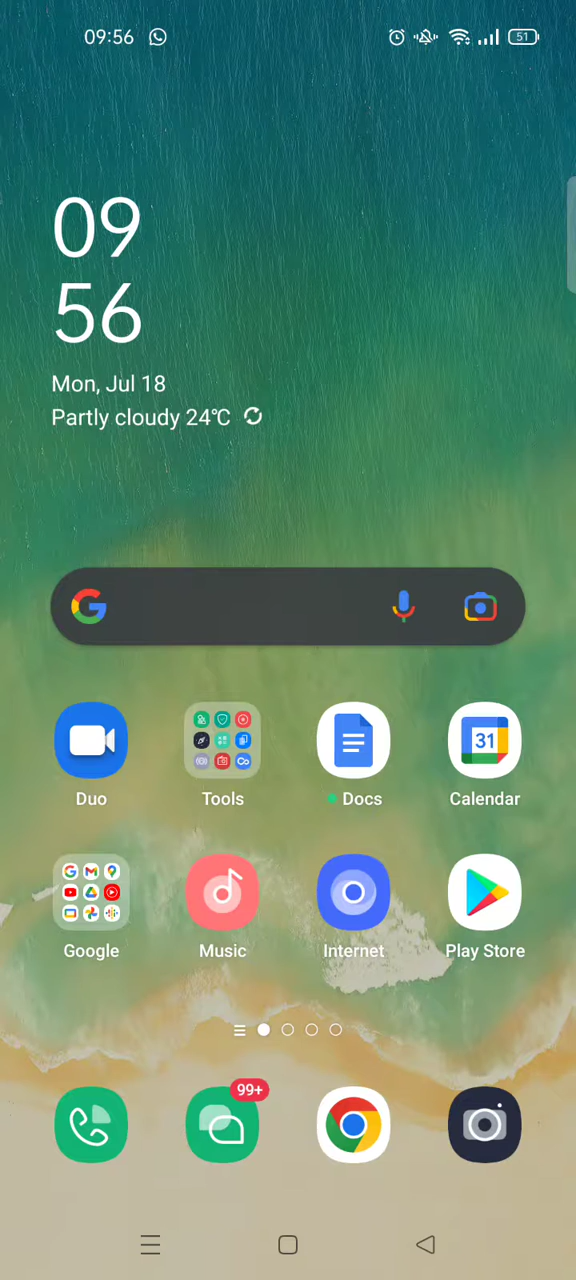 09:56
51
09
56
Mon, Jul 18
Partly cloudy 24℃
Duo
Tools
Docs
31
Calendar
Google
Music
Internet
Play Store
99+